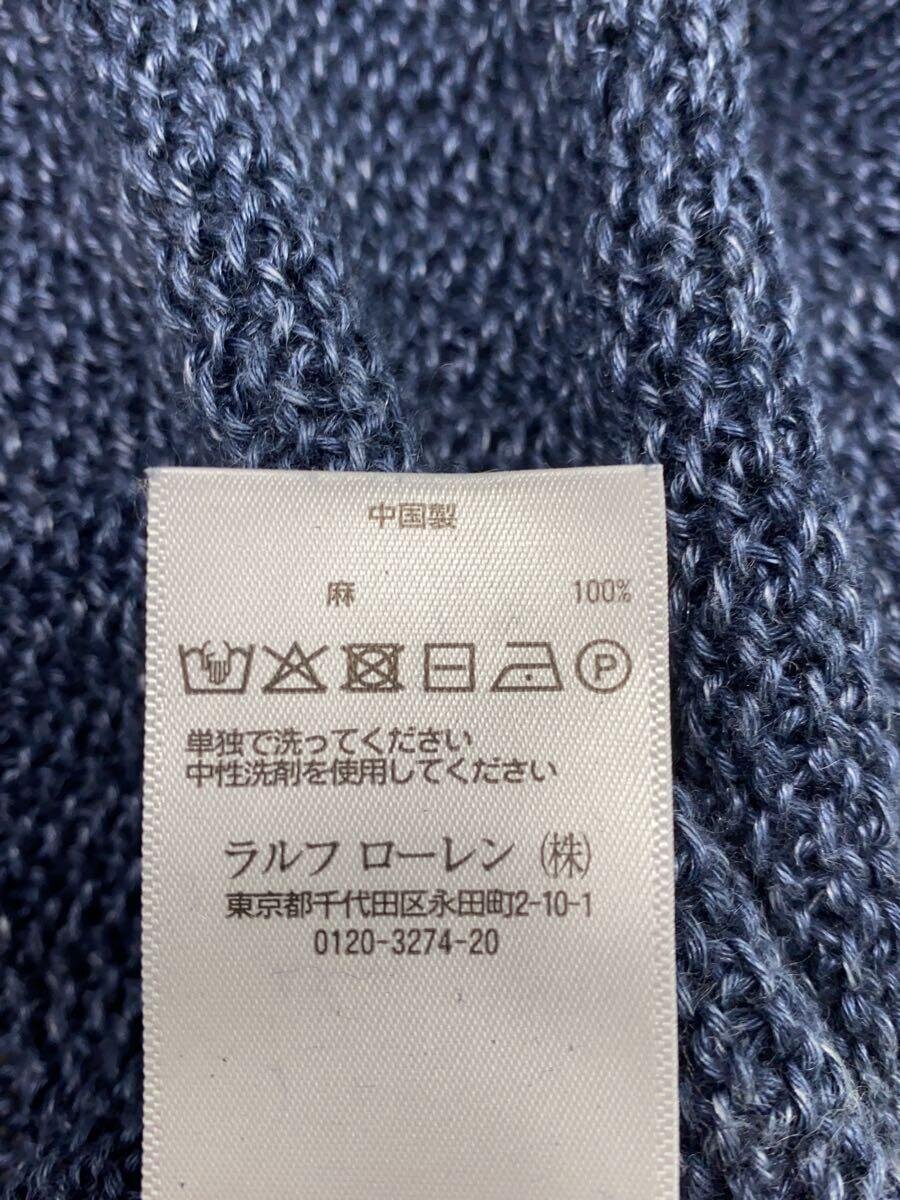 中国製
麻 100%
P
単独で洗ってください
中性洗剤を使用してください
ラルフ ローレン (株)
東京都千代田区永田町2-10-1
0120-3274-20